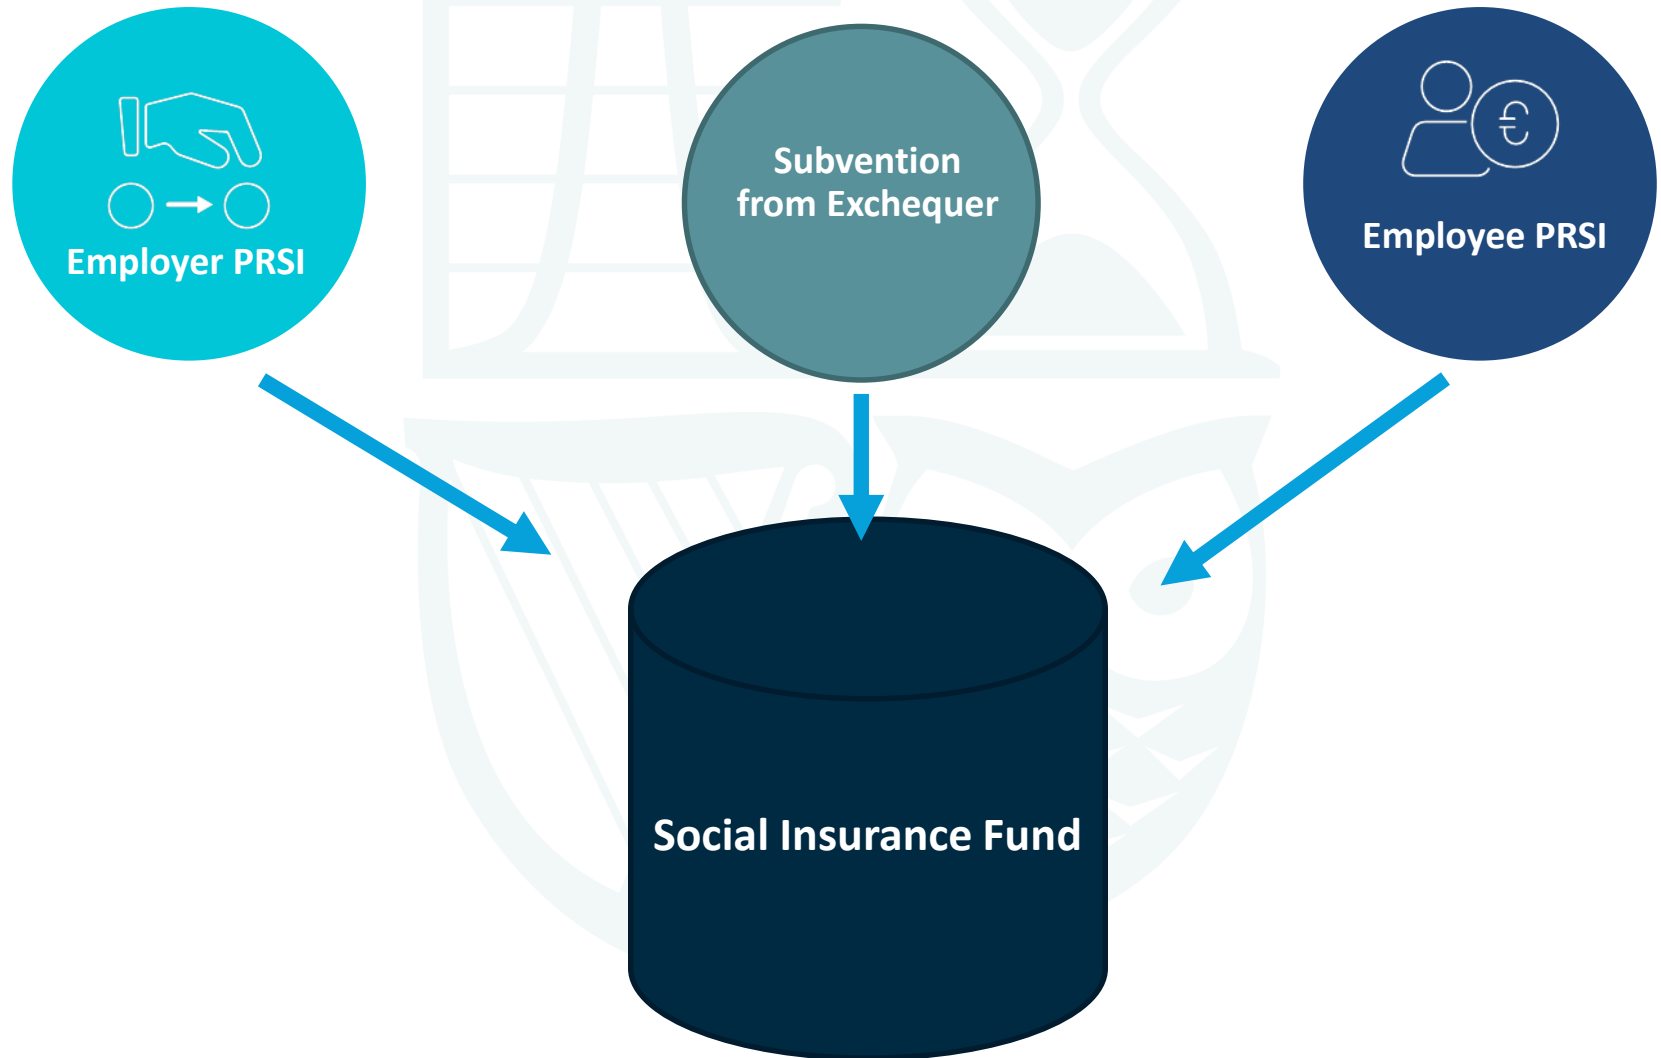 Employer PRSI
Subvention
from Exchequer
€
Employee PRSI
Social Insurance Fund